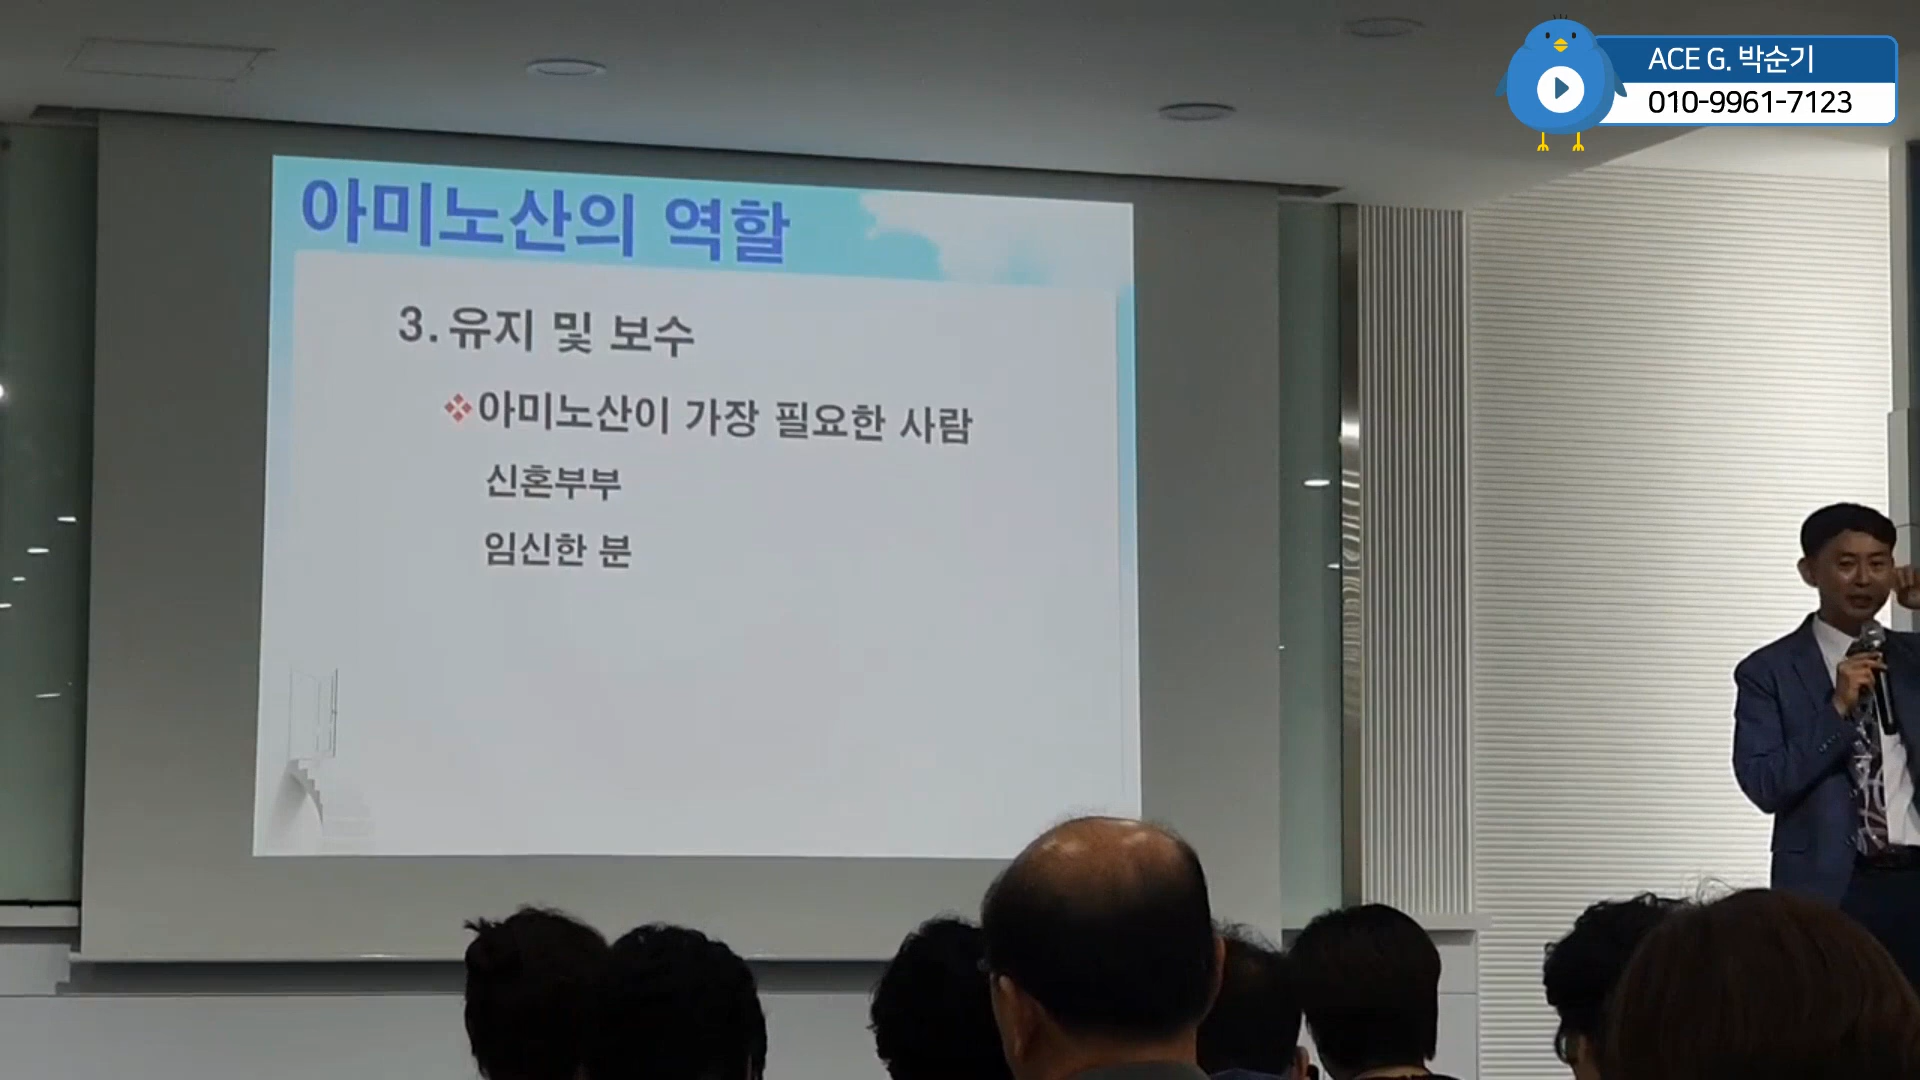 ACE G. 박순기
010-9961-7123
아미노산의 역할
3. 유지 및 보수
❖아미노산이 가장 필요한 사람
신혼부부
임신한 분